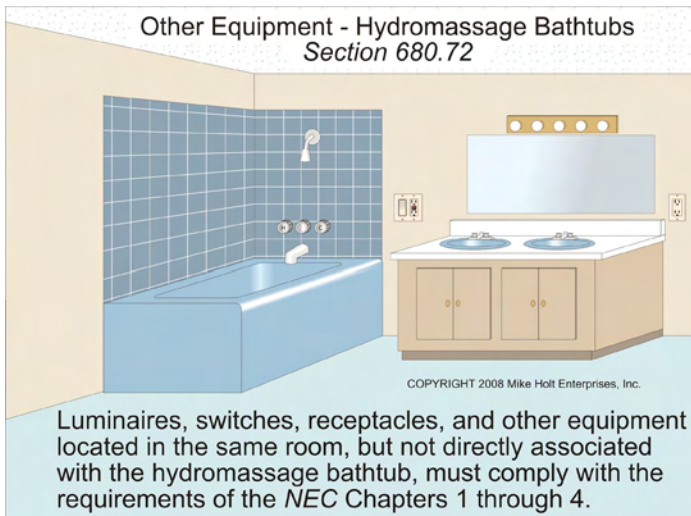 Other Equipment - Hydromassage Bathtubs
Section 680.72
COPYRIGHT 2008 Mike Holt Enterprises, Inc.
Luminaires, switches, receptacles, and other equipment
located in the same room, but not directly associated
with the hydromassage bathtub, must comply with the
requirements of the NEC Chapters 1 through 4.